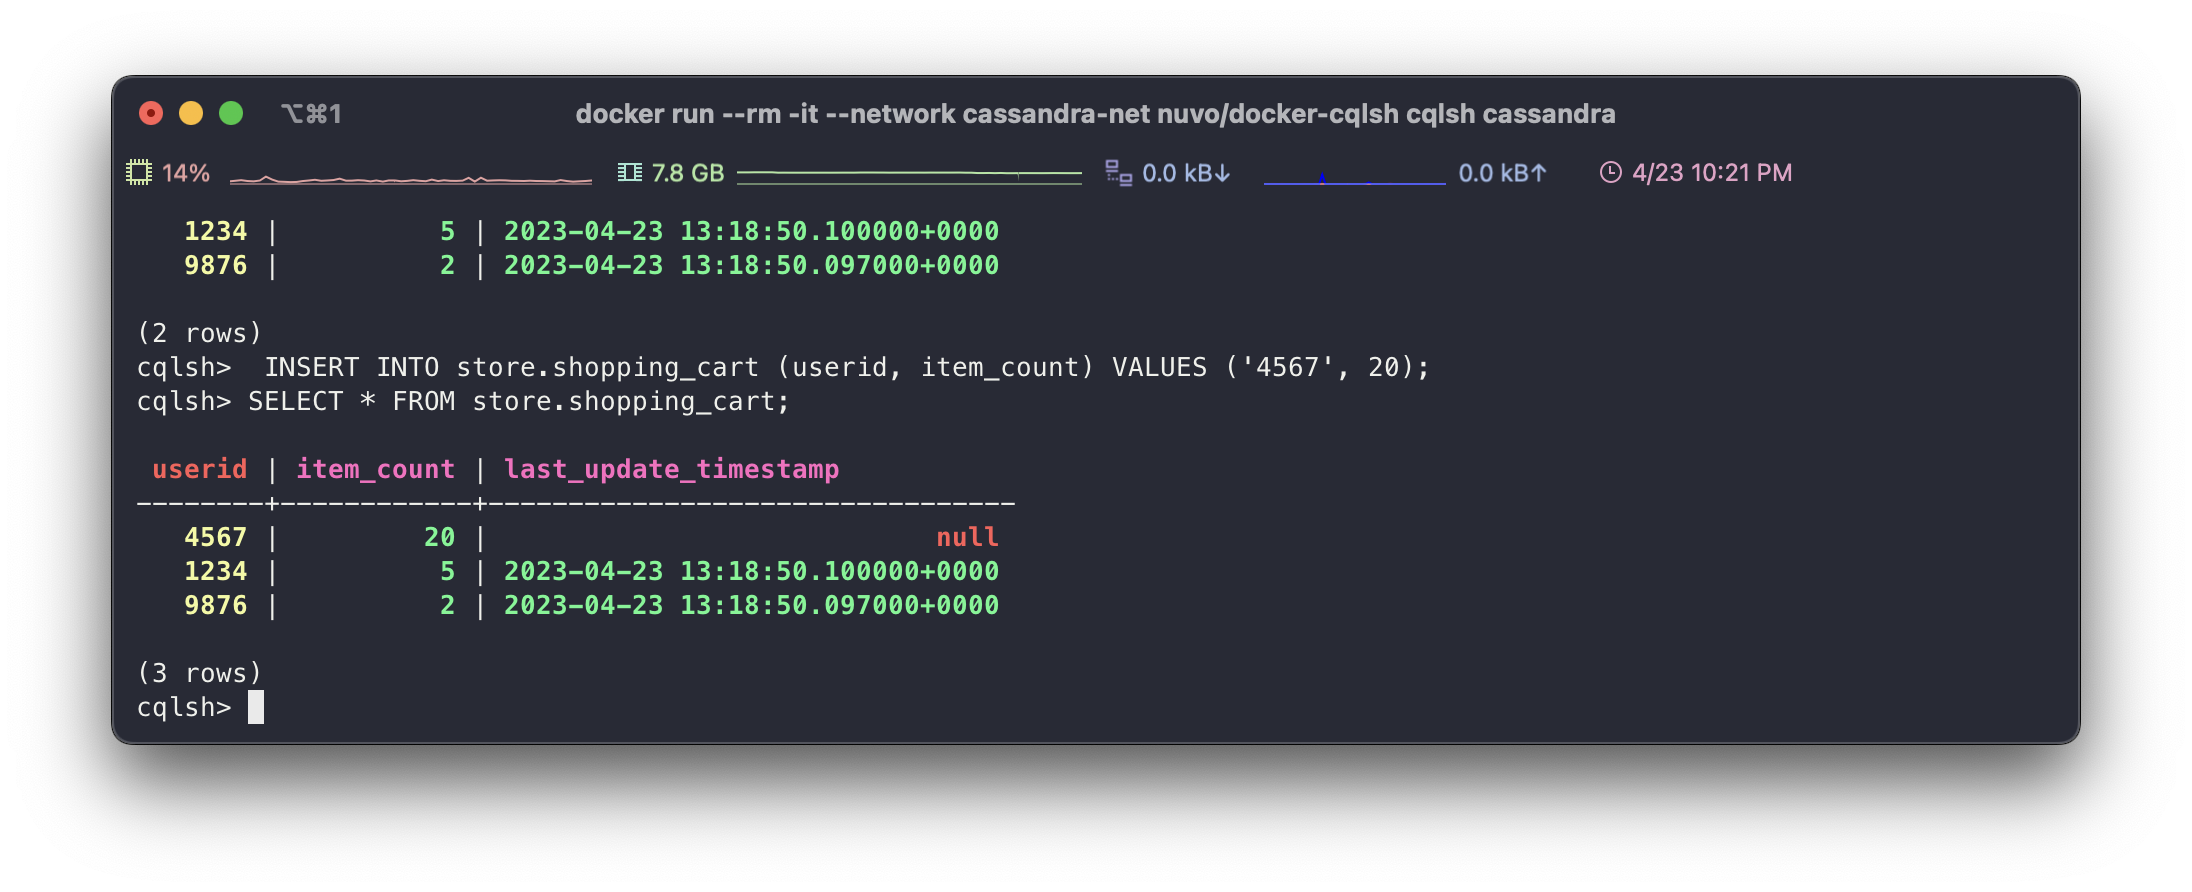 ⌥⌘1 docker run --rm -it --network cassandra-net nuvo/docker-cqlsh cqlsh cassandra
14% 7.8 GB 0.0 kB↓ 0.0 kB↑ 4/23 10:21 PM
1234 | 5 | 2023-04-23 13:18:50.100000+0000
9876 | 2 | 2023-04-23 13:18:50.097000+0000
(2 rows)
cqlsh>  INSERT INTO store.shopping_cart (userid, item_count) VALUES ('4567', 20);
cqlsh> SELECT * FROM store.shopping_cart;
userid | item_count | last_update_timestamp
--------+------------+---------------------------------
4567 | 20 | null
1234 | 5 | 2023-04-23 13:18:50.100000+0000
9876 | 2 | 2023-04-23 13:18:50.097000+0000
(3 rows)
cqlsh>